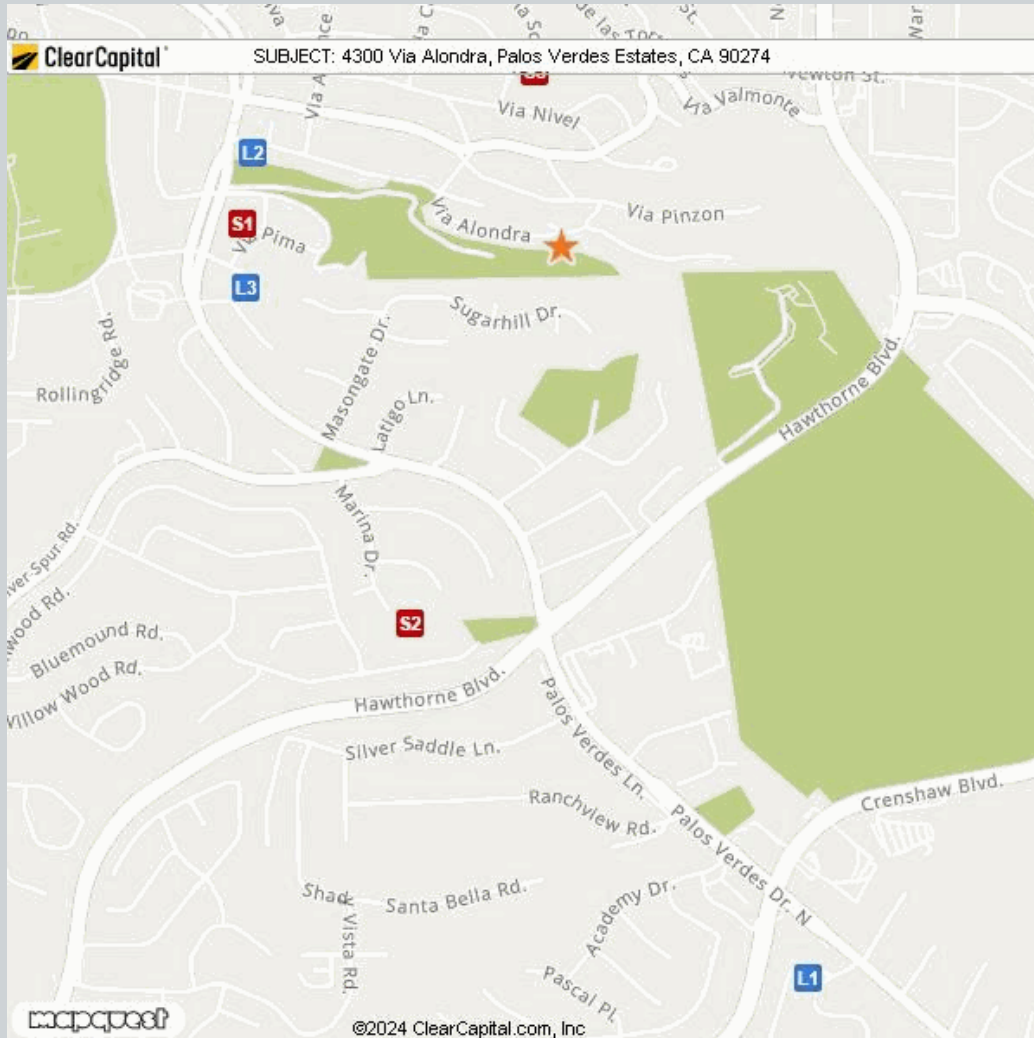 ClearCapital
SUBJECT: 4300 Via Alondra, Palos Verdes Estates, CA 90274
Newton St.
Via Valmonte
Via Nivel
L2
Via Pinzon
Via Alondra
S1
Via Pima
L3
Sugarhill Dr.
Rollingridge Rd.
Masongate Dr.
Latigo Ln.
Hawthorne Blvd.
Marina Dr.
S2
Bluemound Rd.
Willow Wood Rd.
Hawthorne Blvd.
Palos Verdes Ln.
Silver Saddle Ln.
Ranchview Rd.
Palos Verdes Dr. N
Crenshaw Blvd.
Shady Vista Rd.
Santa Bella Rd.
Academy Dr.
Pascal Pl.
L1
mapquest
©2024 ClearCapital.com, Inc